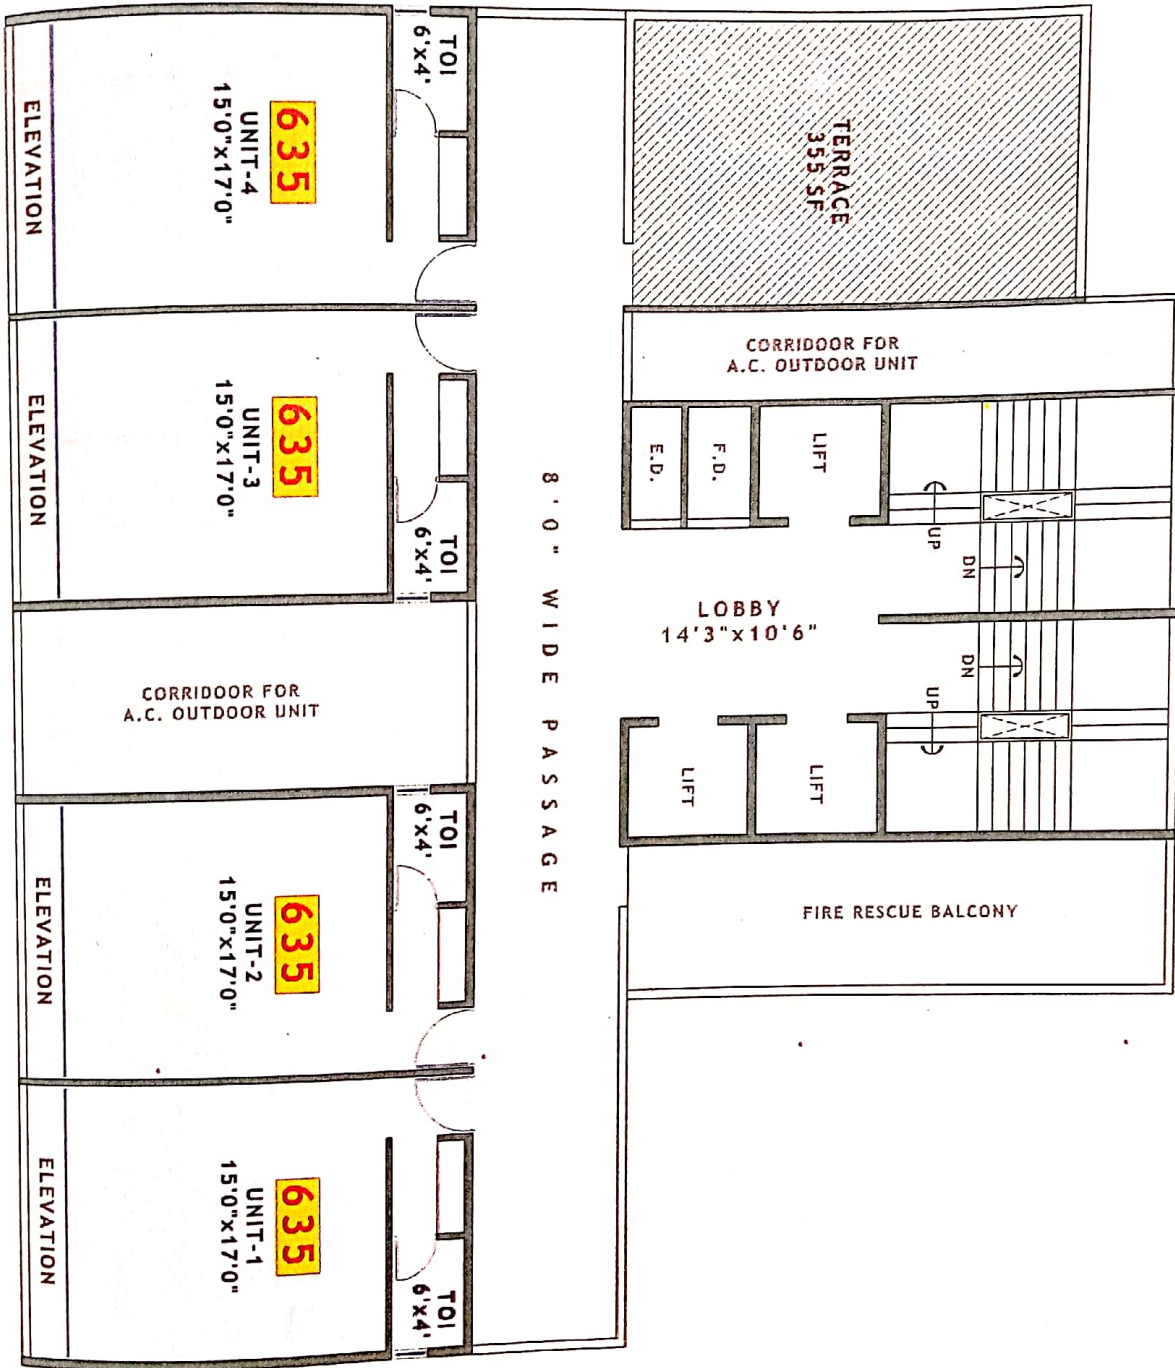 TOI
6'x4'
635
UNIT-4
15'0"x17'0"
ELEVATION
TERRACE
355 SF
CORRIDOOR FOR
A.C. OUTDOOR UNIT
635
UNIT-3
15'0"x17'0"
ELEVATION
TOI
6'x4'
E.D.
F.D.
LIFT
UP
DN
8'0" WIDE PASSAGE
LOBBY
14'3"x10'6"
DN
UP
CORRIDOOR FOR
A.C. OUTDOOR UNIT
LIFT
LIFT
TOI
6'x4'
635
UNIT-2
15'0"x17'0"
ELEVATION
FIRE RESCUE BALCONY
635
UNIT-1
15'0"x17'0"
ELEVATION
TOI
6'x4'